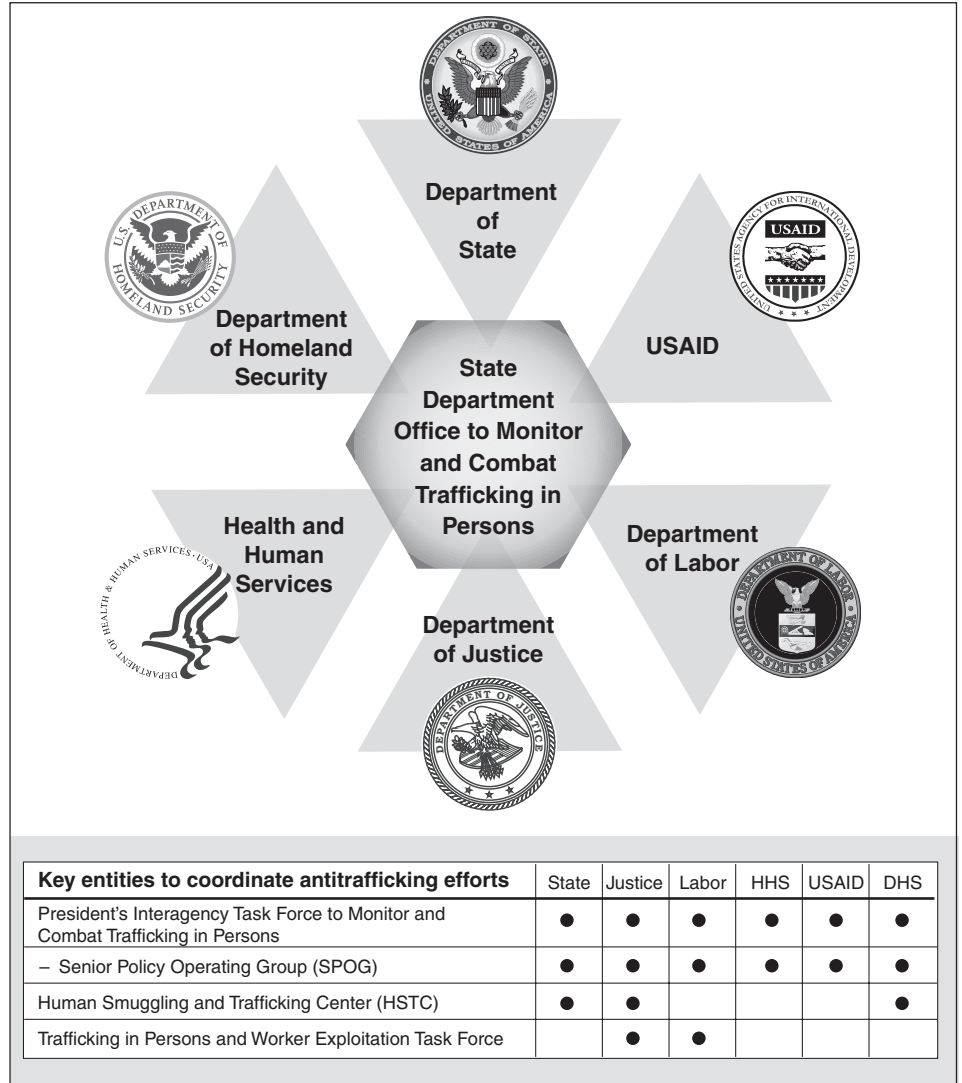 DEPARTMENT OF STATE
UNITED STATES OF AMERICA
Department
of
State
U.S. DEPARTMENT OF
HOMELAND SECURITY
Department
of Homeland
Security
UNITED STATES AGENCY FOR INTERNATIONAL DEVELOPMENT
USAID
USAID
State
Department
Office to Monitor
and Combat
Trafficking in
Persons
Health and
Human
Services
DEPARTMENT OF HEALTH & HUMAN SERVICES · USA
Department
of Labor
DEPARTMENT OF LABOR
UNITED STATES OF AMERICA
Department
of Justice
DEPARTMENT OF JUSTICE
Key entities to coordinate antitrafficking efforts State Justice Labor HHS USAID DHS
President's Interagency Task Force to Monitor and
Combat Trafficking in Persons ● ● ● ● ● ●
– Senior Policy Operating Group (SPOG) ● ● ● ● ● ●
Human Smuggling and Trafficking Center (HSTC) ● ● ●
Trafficking in Persons and Worker Exploitation Task Force ● ●